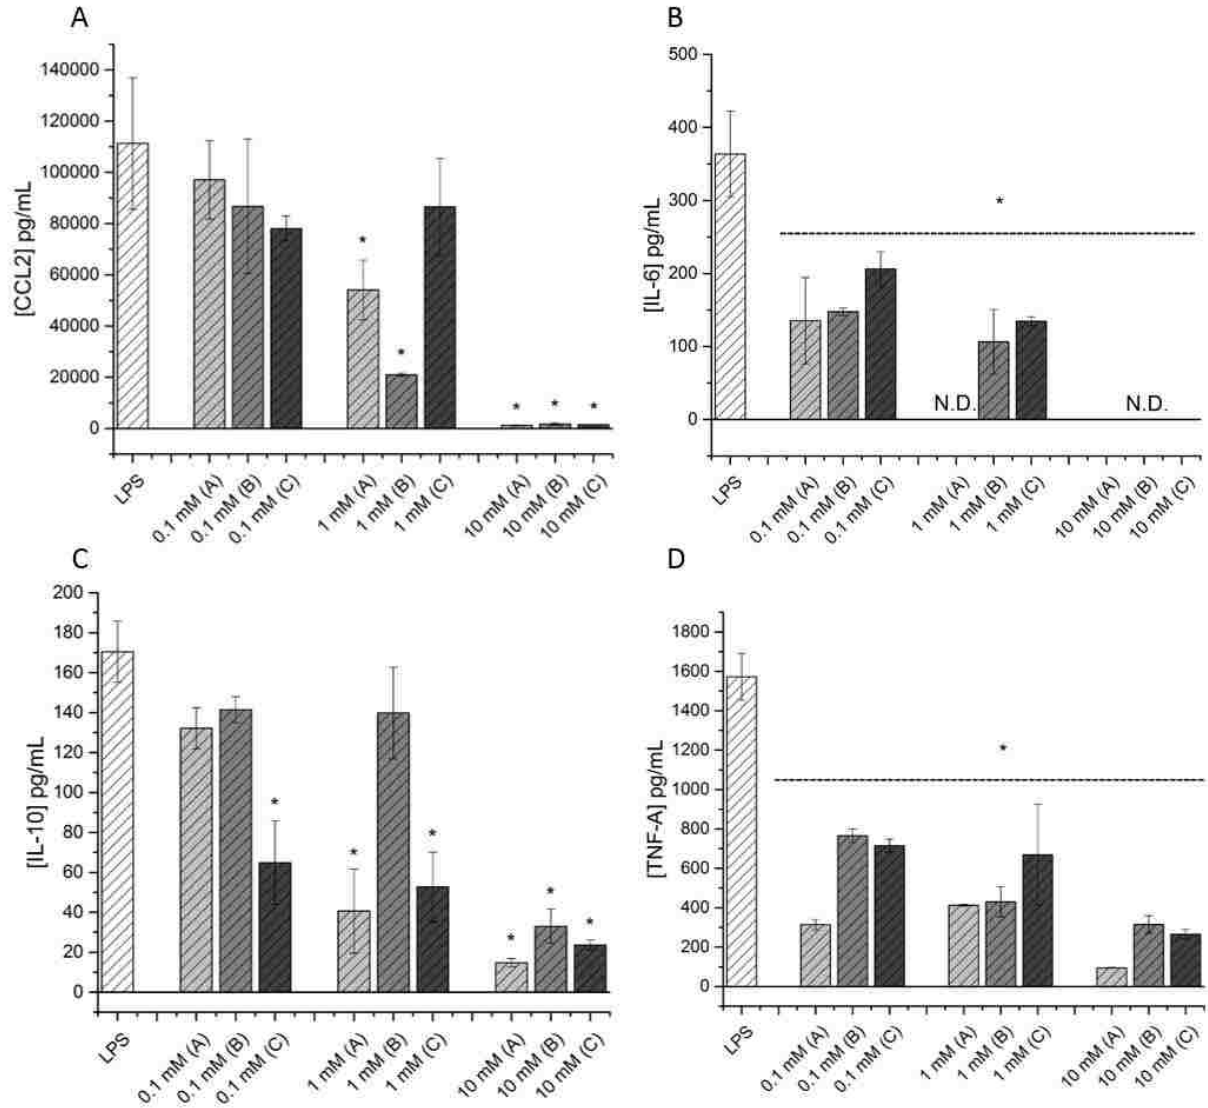 A
[CCL2] pg/mL
140000
120000
100000
80000
60000
40000
20000
0
*
*
*
*
*
LPS
0.1 mM (A)
0.1 mM (B)
0.1 mM (C)
1 mM (A)
1 mM (B)
1 mM (C)
10 mM (A)
10 mM (B)
10 mM (C)
B
[IL-6] pg/mL
500
400
300
200
100
0
*
N.D.
N.D.
LPS
0.1 mM (A)
0.1 mM (B)
0.1 mM (C)
1 mM (A)
1 mM (B)
1 mM (C)
10 mM (A)
10 mM (B)
10 mM (C)
C
[IL-10] pg/mL
200
180
160
140
120
100
80
60
40
20
0
*
*
*
*
*
*
LPS
0.1 mM (A)
0.1 mM (B)
0.1 mM (C)
1 mM (A)
1 mM (B)
1 mM (C)
10 mM (A)
10 mM (B)
10 mM (C)
D
[TNF-A] pg/mL
1800
1600
1400
1200
1000
800
600
400
200
0
*
LPS
0.1 mM (A)
0.1 mM (B)
0.1 mM (C)
1 mM (A)
1 mM (B)
1 mM (C)
10 mM (A)
10 mM (B)
10 mM (C)